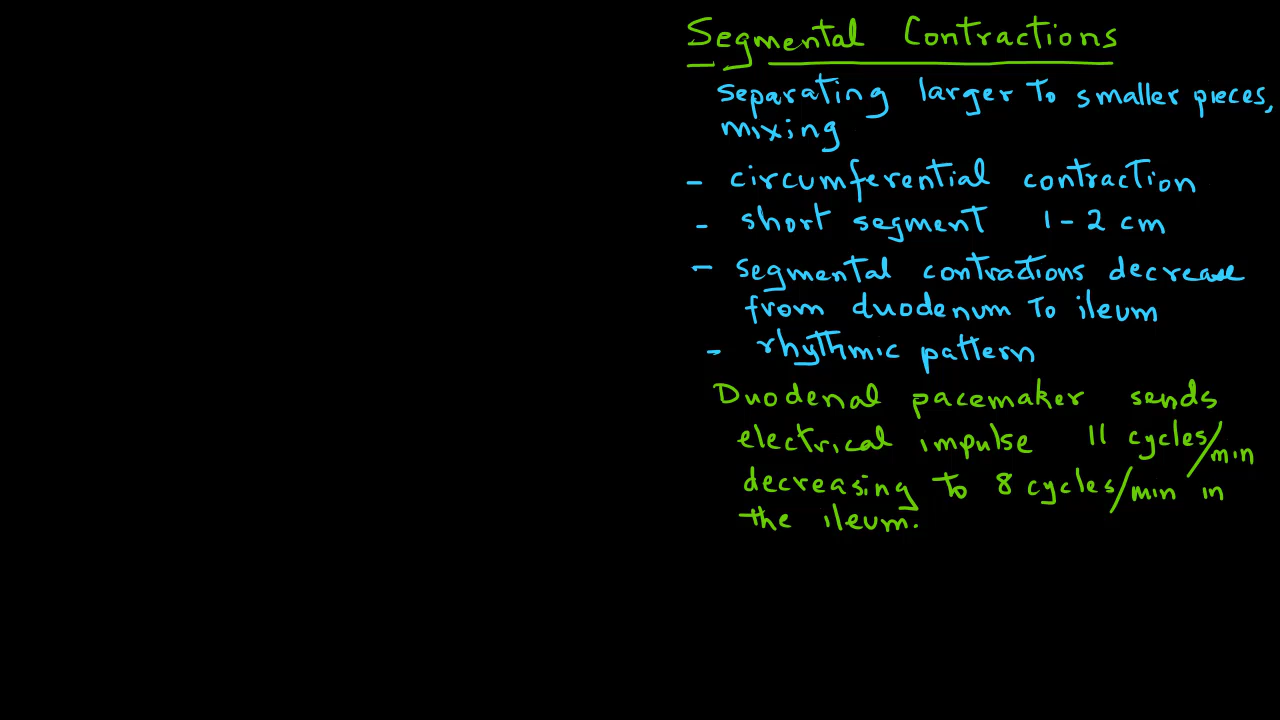 Segmental Contractions
separating larger to smaller pieces,
mixing
- circumferential contraction
- short segment 1-2 cm
- segmental contractions decrease
from duodenum to ileum
- rhythmic pattern
Duodenal pacemaker sends
electrical impulse 11 cycles/min
decreasing to 8 cycles/min in
the ileum.